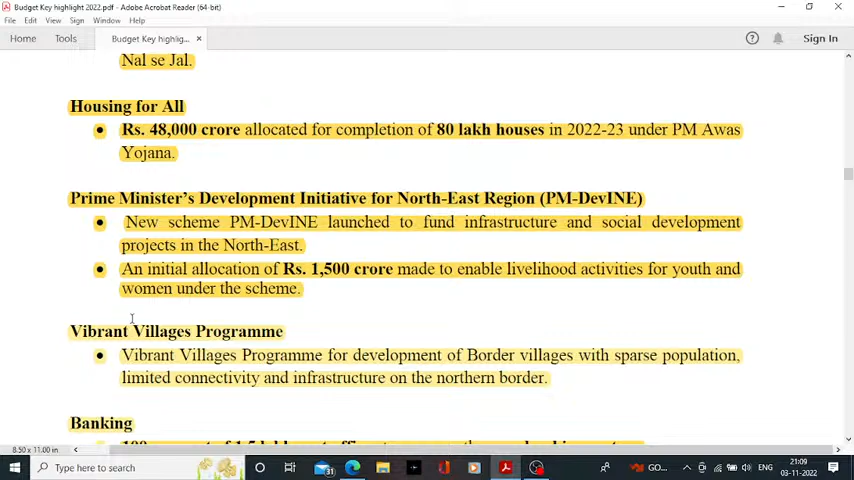 Budget Key highlight 2022.pdf - Adobe Acrobat Reader (64-bit)
File Edit View Sign Window Help
Home Tools Budget Key highlig... Sign In
Nal se Jal.
Housing for All
Rs. 48,000 crore allocated for completion of 80 lakh houses in 2022-23 under PM Awas
Yojana.
Prime Minister’s Development Initiative for North-East Region (PM-DevINE)
New scheme PM-DevINE launched to fund infrastructure and social development
projects in the North-East.
An initial allocation of Rs. 1,500 crore made to enable livelihood activities for youth and
women under the scheme.
Vibrant Villages Programme
Vibrant Villages Programme for development of Border villages with sparse population,
limited connectivity and infrastructure on the northern border.
Banking
8.50 x 11.00 in
Type here to search 31 GO... ENG 21:09
03-11-2022